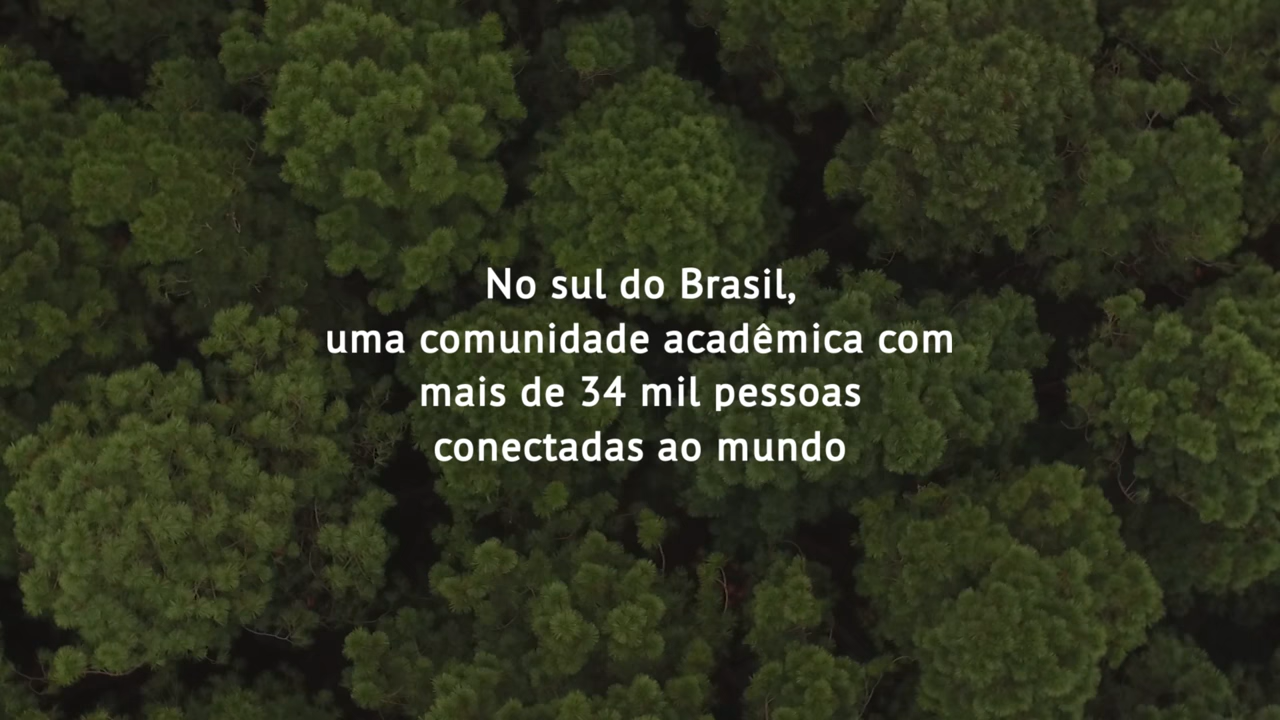 No sul do Brasil,
uma comunidade acadêmica com
mais de 34 mil pessoas
conectadas ao mundo